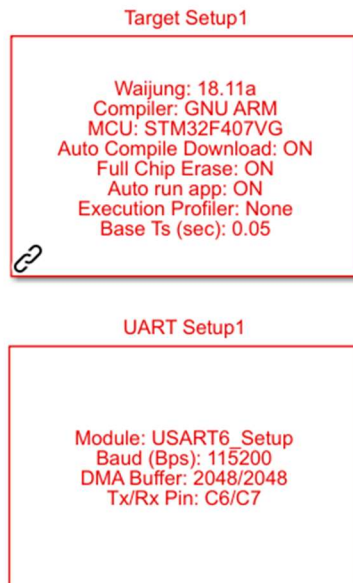 Target Setup1
Waijung: 18.11a
Compiler: GNU ARM
MCU: STM32F407VG
Auto Compile Download: ON
Full Chip Erase: ON
Auto run app: ON
Execution Profiler: None
Base Ts (sec): 0.05
UART Setup1
Module: USART6_Setup
Baud (Bps): 115200
DMA Buffer: 2048/2048
Tx/Rx Pin: C6/C7